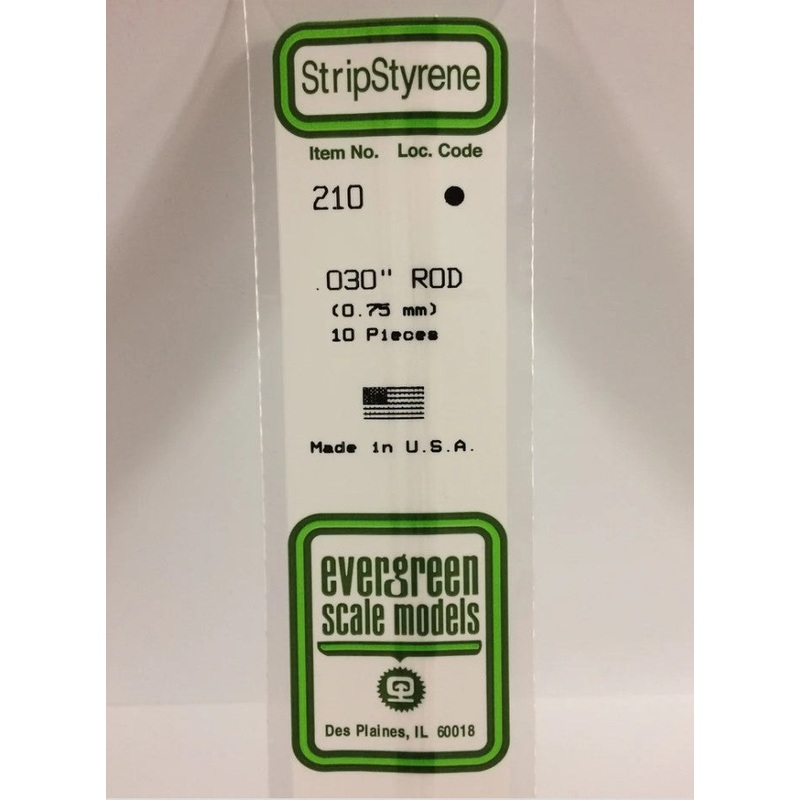 StripStyrene
Item No. Loc. Code
210
.030" ROD
(0.75 mm)
10 Pieces
Made in U.S.A.
evergreen
scale models
Des Plaines, IL 60018